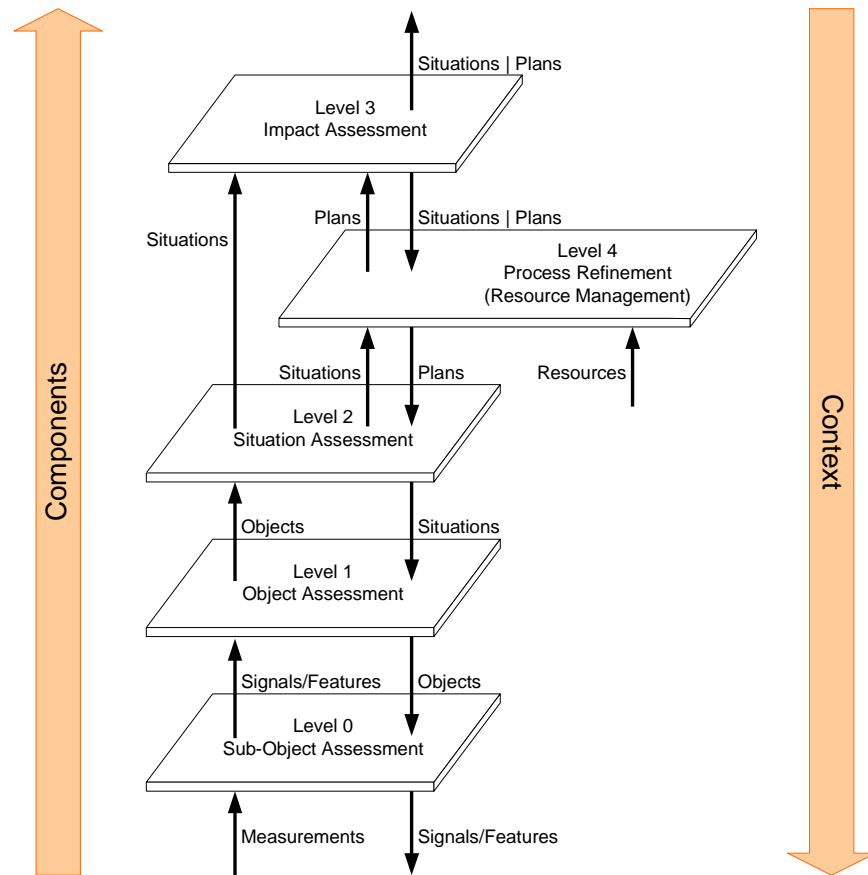 Situations | Plans
Level 3
Impact Assessment
Situations
Plans
Situations | Plans
Level 4
Process Refinement
(Resource Management)
Situations
Plans
Resources
Level 2
Situation Assessment
Objects
Situations
Level 1
Object Assessment
Signals/Features
Objects
Level 0
Sub-Object Assessment
Measurements
Signals/Features
Components
Context